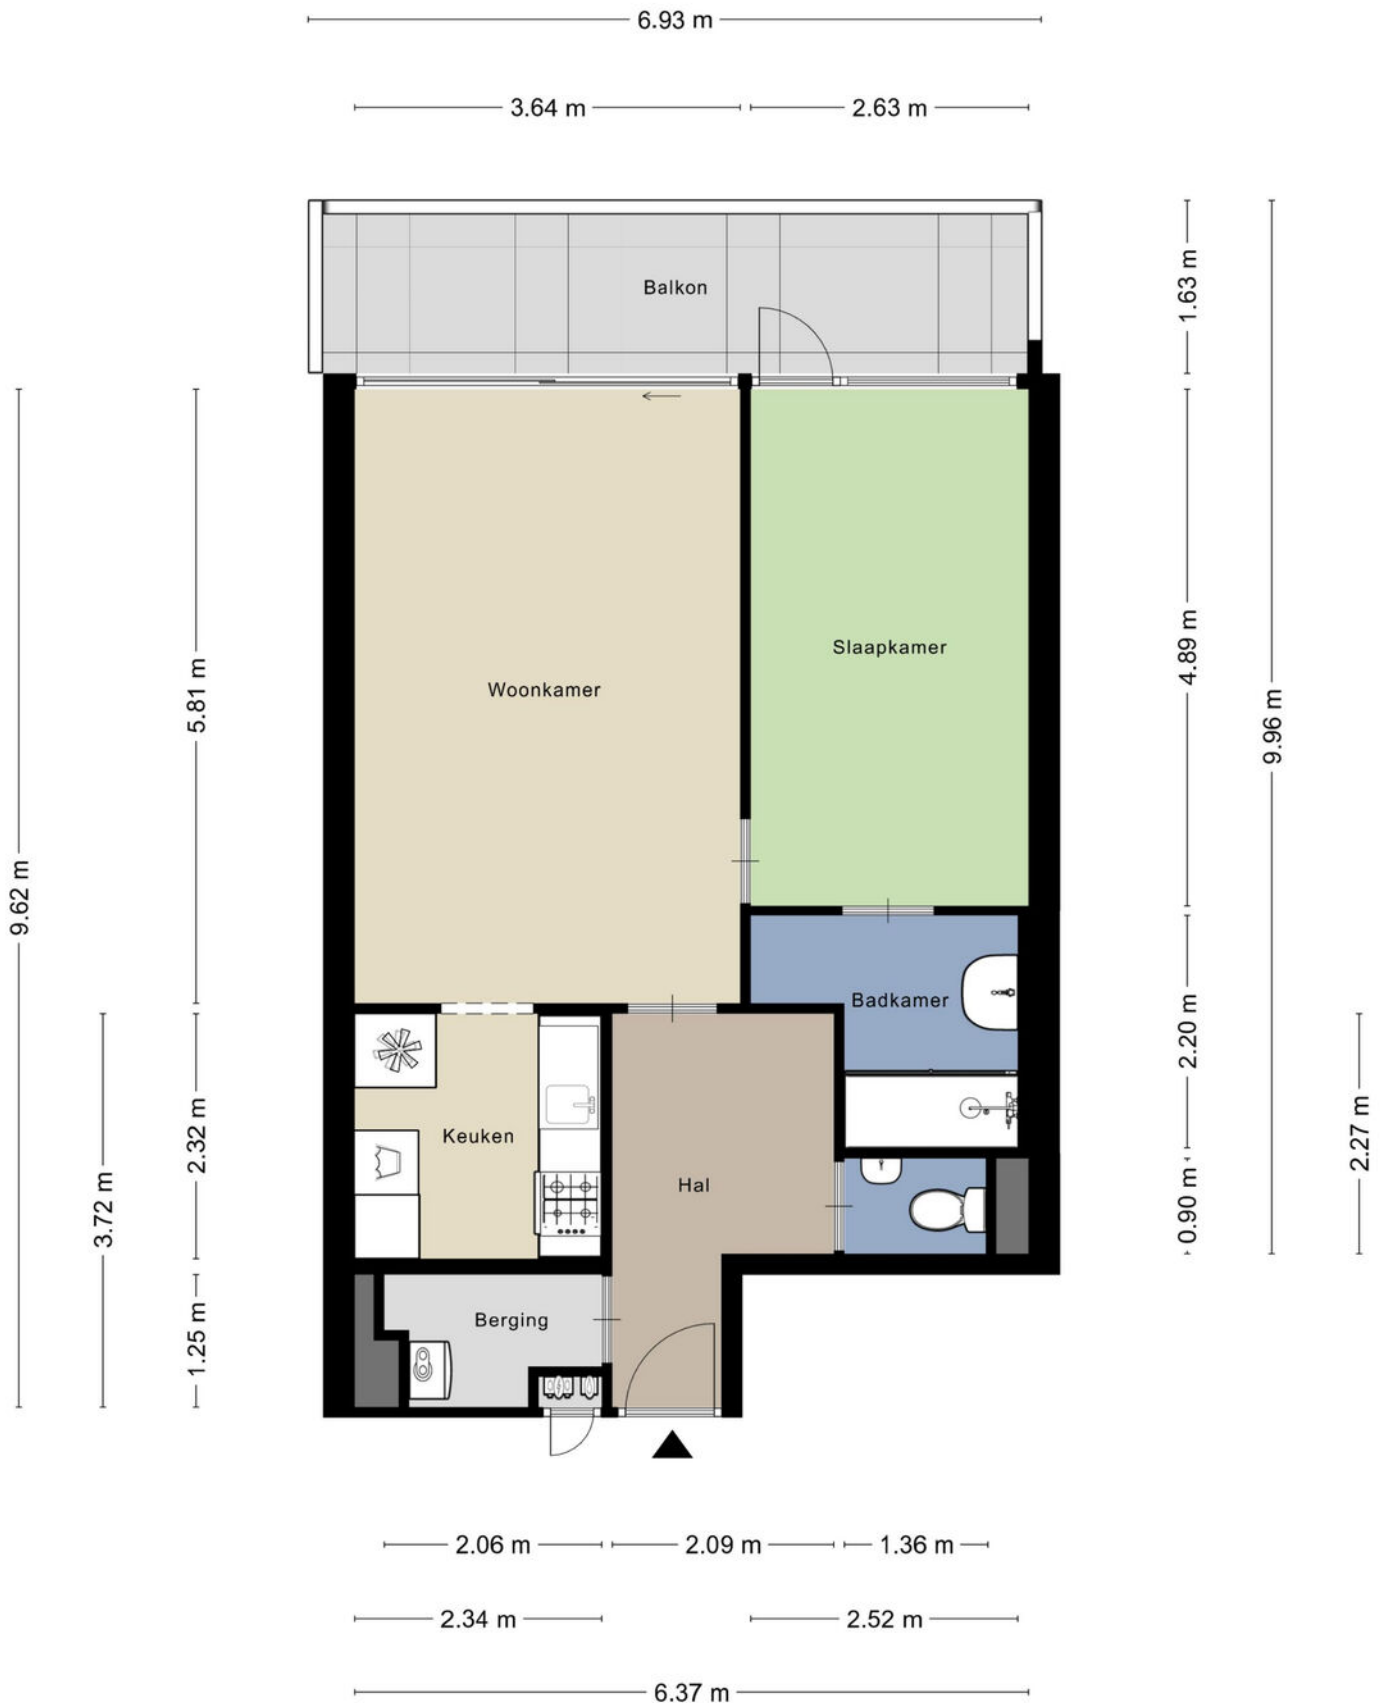 6.93 m
3.64 m
2.63 m
Balkon
1.63 m
Slaapkamer
4.89 m
Woonkamer
5.81 m
9.96 m
9.62 m
Badkamer
2.20 m
Keuken
2.32 m
2.27 m
Hal
3.72 m
0.90 m
Berging
1.25 m
2.06 m
2.09 m
1.36 m
2.34 m
2.52 m
6.37 m